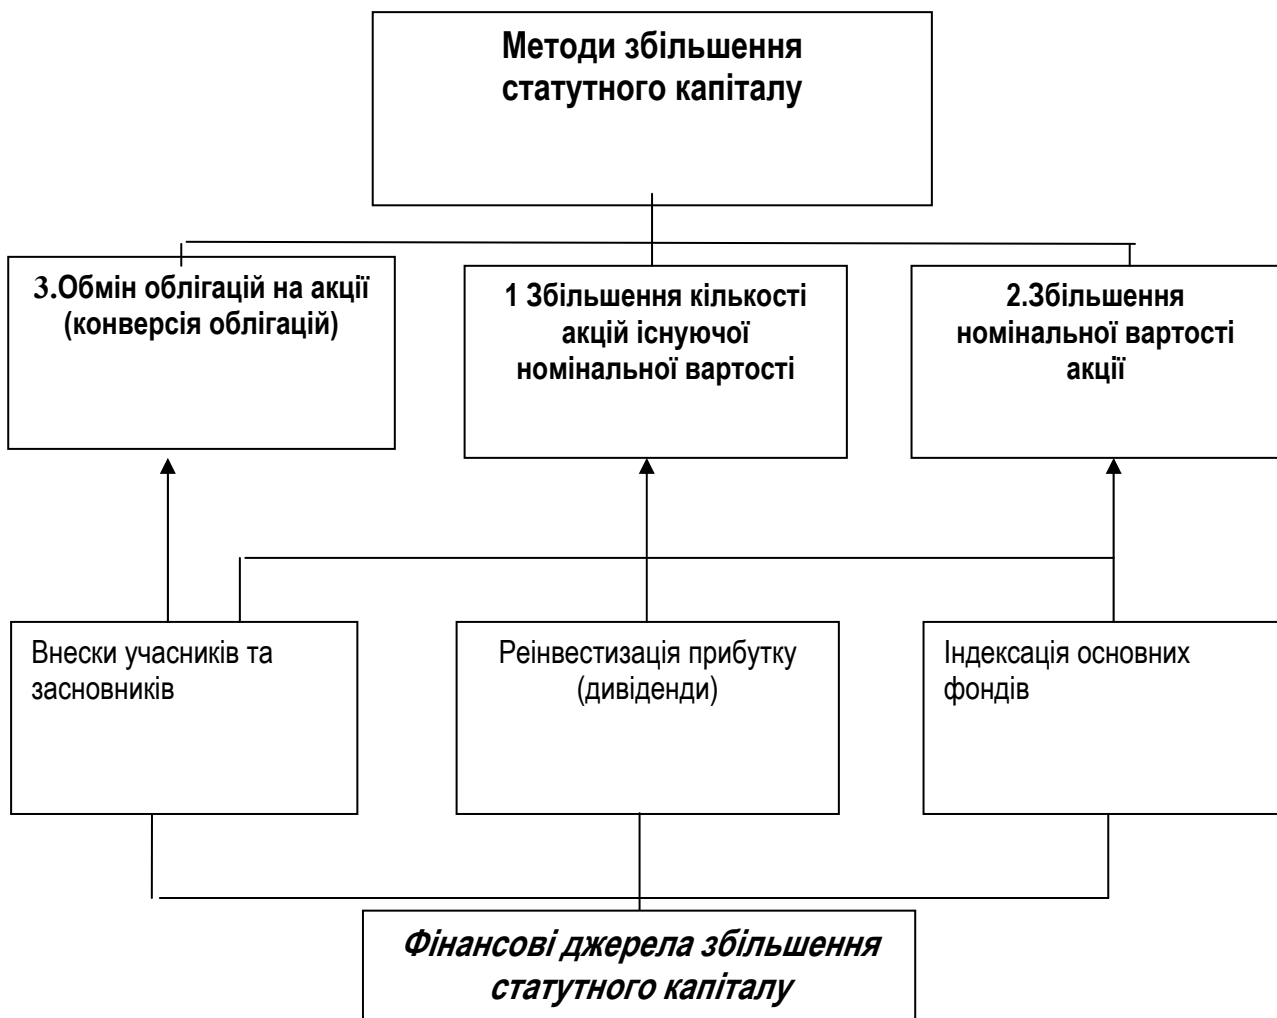 Методи збільшення
статутного капіталу
3.Обмін облігацій на акції
(конверсія облігацій)
1 Збільшення кількості
акцій існуючої
номінальної вартості
2.Збільшення
номінальної вартості
акції
Внески учасників та
засновників
Реінвестизація прибутку
(дивіденди)
Індексація основних
фондів
Фінансові джерела збільшення
статутного капіталу